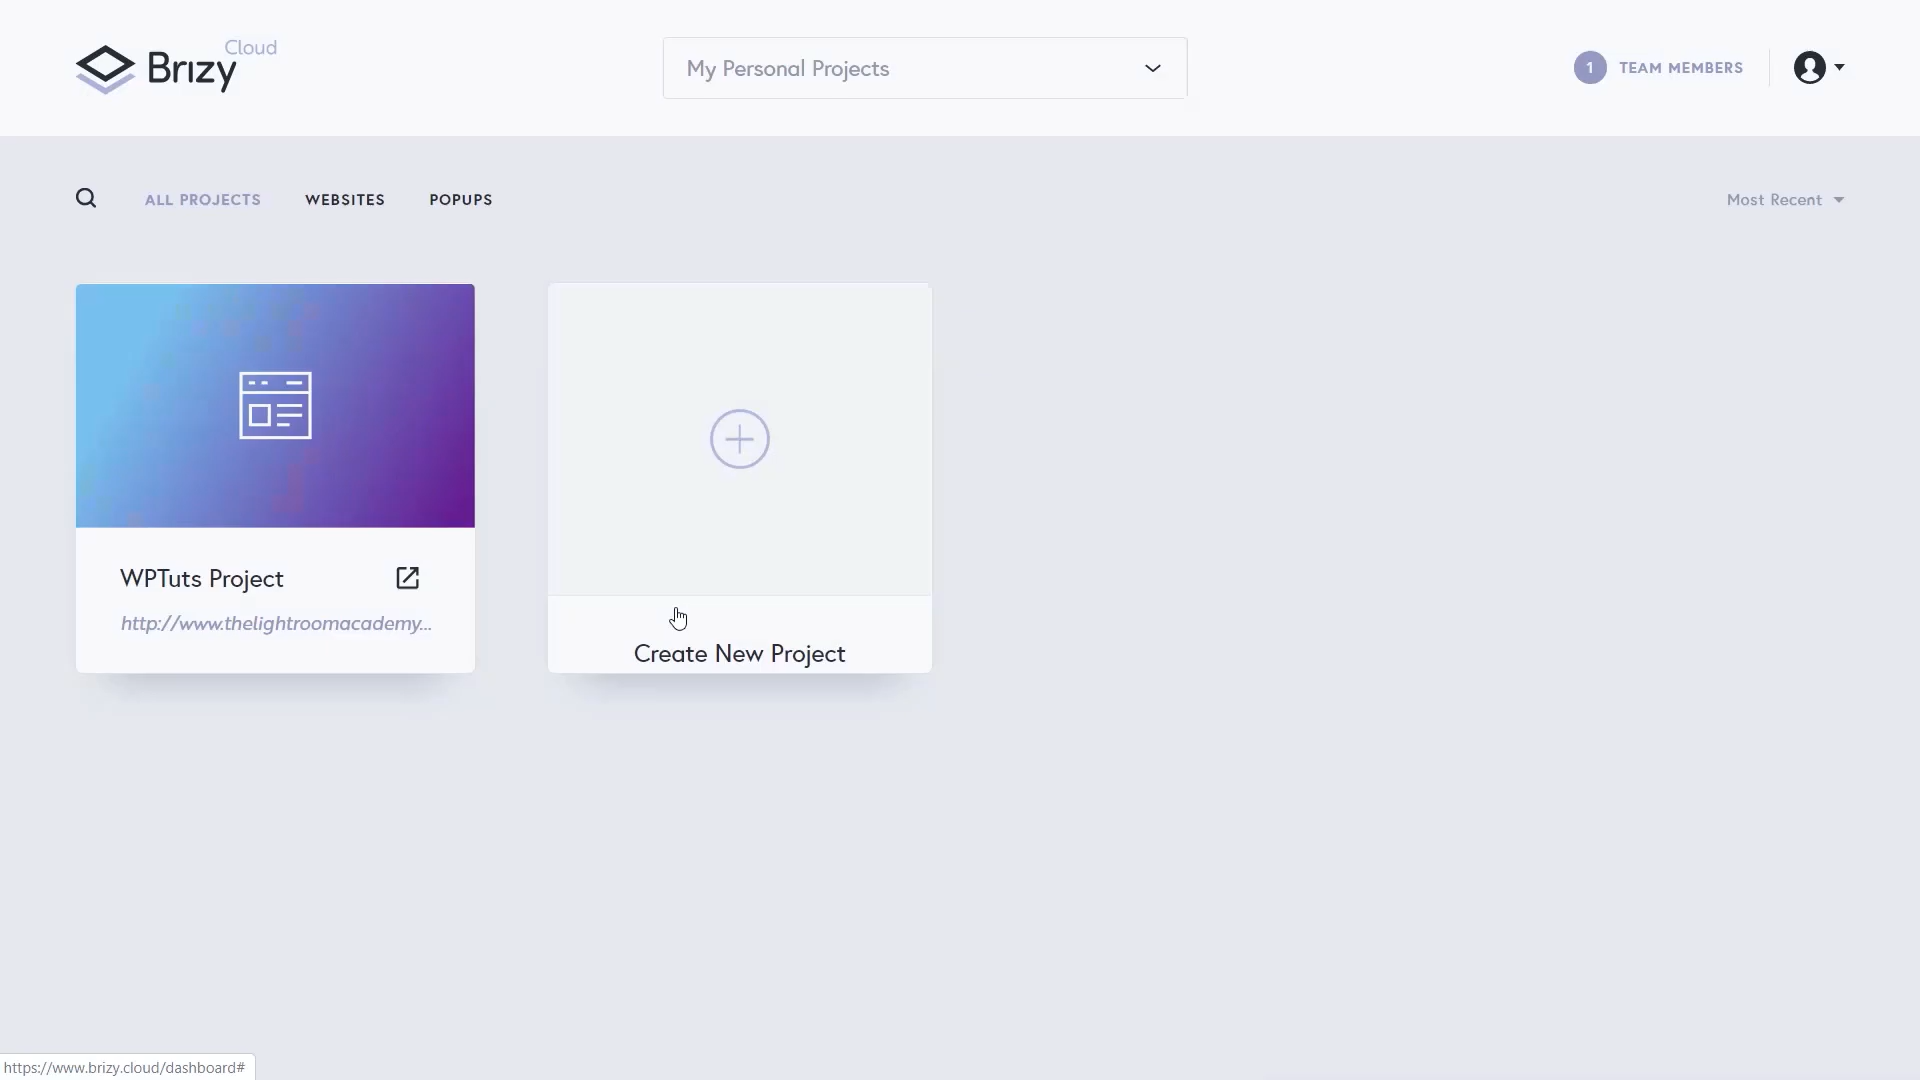 Brizy Cloud
My Personal Projects
1 TEAM MEMBERS
ALL PROJECTS WEBSITES POPUPS
Most Recent
WPTuts Project
http://www.thelightroomacademy...
Create New Project
https://www.brizy.cloud/dashboard#